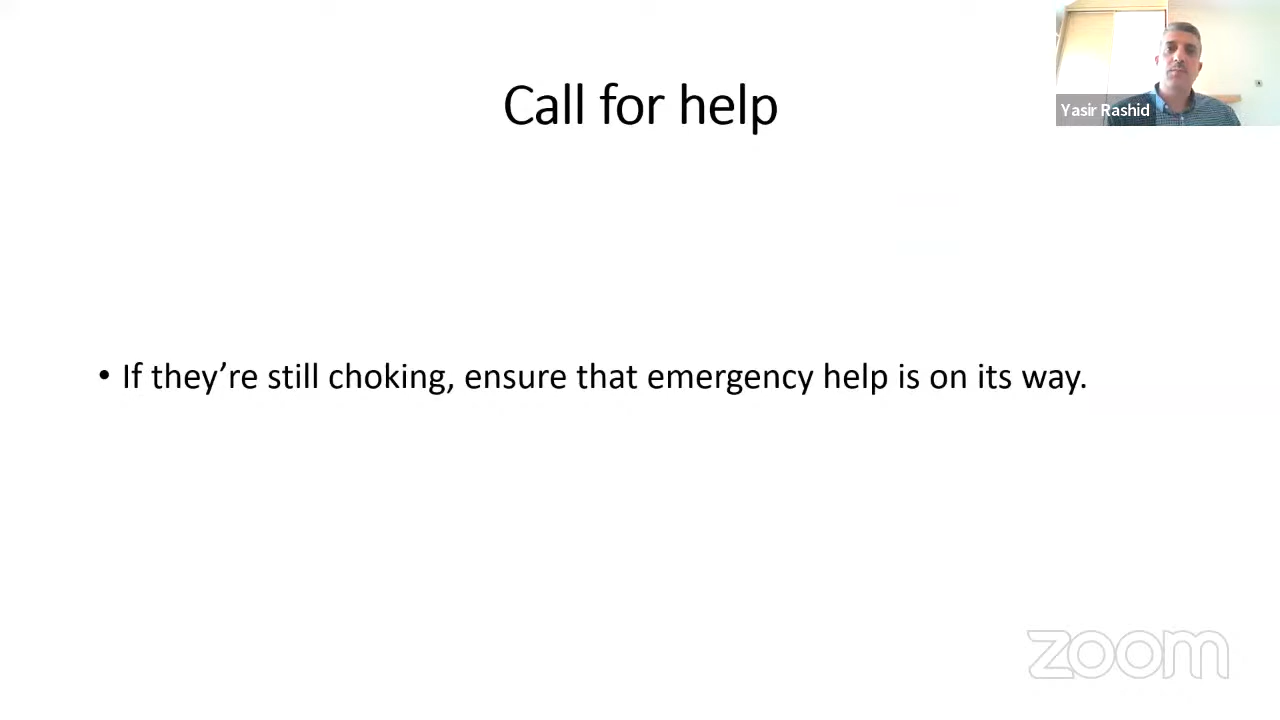 Call for help
Yasir Rashid
• If they’re still choking, ensure that emergency help is on its way.
zoom